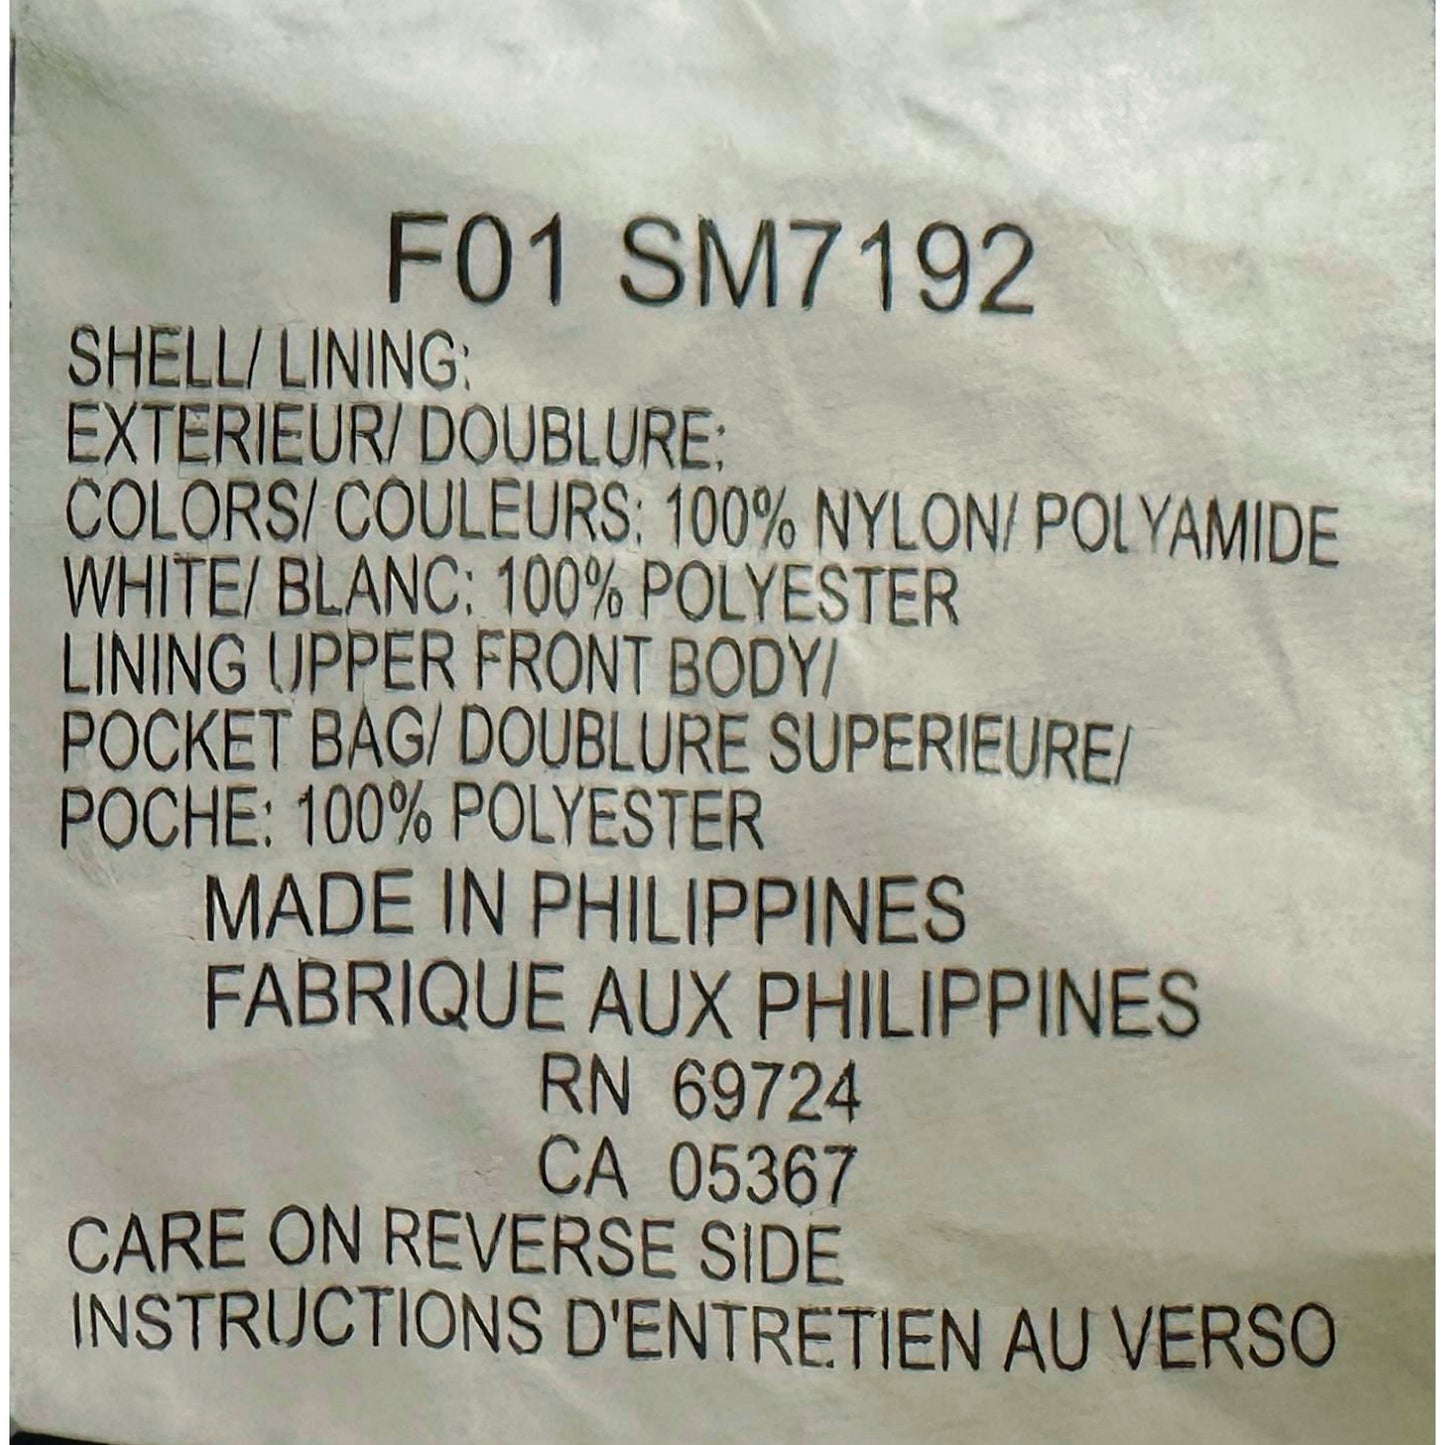 F01 SM7192
SHELL/ LINING:
EXTERIEUR/ DOUBLURE:
COLORS/ COULEURS: 100% NYLON/ POLYAMIDE
WHITE/ BLANC: 100% POLYESTER
LINING UPPER FRONT BODY/
POCKET BAG/ DOUBLURE SUPERIEURE/
POCHE: 100% POLYESTER
MADE IN PHILIPPINES
FABRIQUE AUX PHILIPPINES
RN 69724
CA 05367
CARE ON REVERSE SIDE
INSTRUCTIONS D'ENTRETIEN AU VERSO